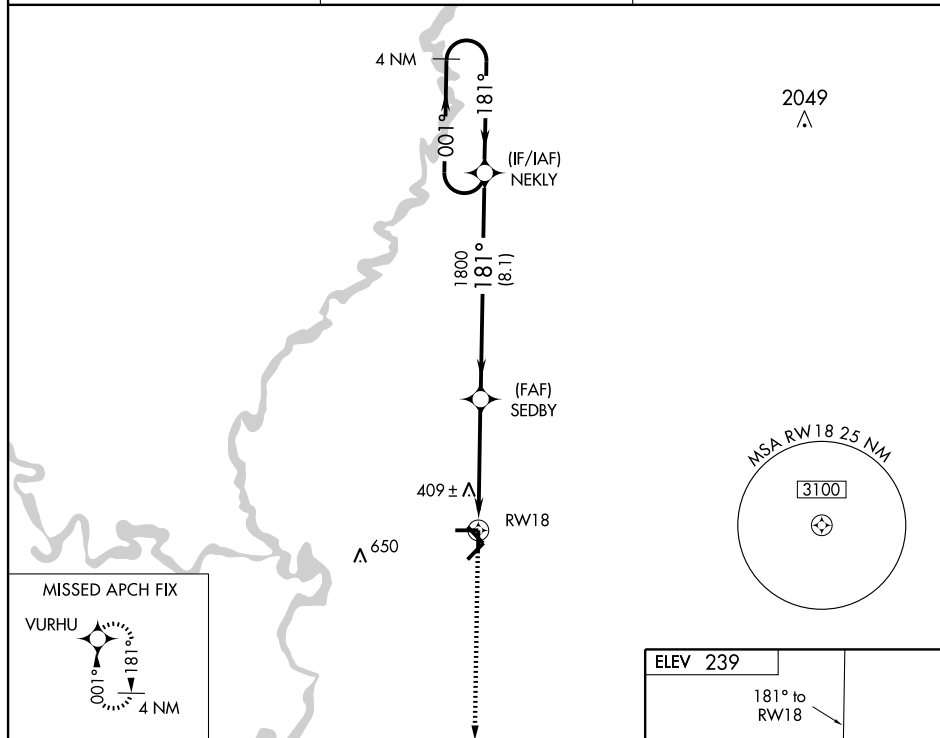 4 NM
001°
181°
(IF/IAF)
NEKLY
2049
1800
181°
(8.1)
(FAF)
SEDBY
409 ±
RW18
650
MSA RW18 25 NM
3100
MISSED APCH FIX
VURHU
001°
181°
4 NM
ELEV 239
181° to
RW18